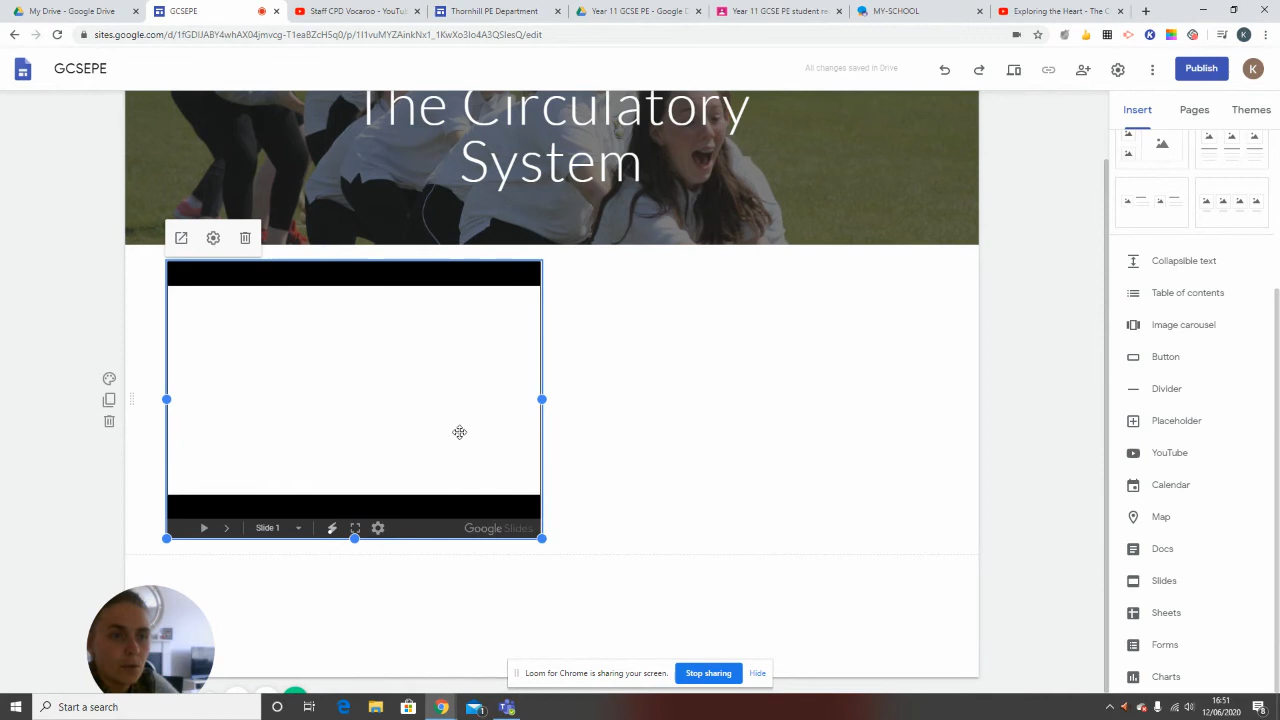 My Drive - Google Drive
GCSEPE
Staff CPD Vocaroo - YouTub
Thornhill PE Department
Year 11 GCSE PE - Google D
Year 11 GCSE PE student re
MY-SCHOOL
Exploring the Heart - The C
sites.google.com/d/1fGDIJABY4whAX04jmvcg-T1ea8ZcH5q0/p/1I1vuMYZAinkNx1_1KwXo3Io4A3QSlesQ/edit
K
GCSEPE
All changes saved in Drive
Publish
K
The Circulatory
System
Insert
Pages
Themes
Collapsible text
Table of contents
Image carousel
Button
Divider
Placeholder
YouTube
Calendar
Map
Docs
Slides
Sheets
Forms
Charts
Slide 1
Google Slides
Loom for Chrome is sharing your screen.
Stop sharing
Hide
Start a search
1
16:51
12/06/2020
8